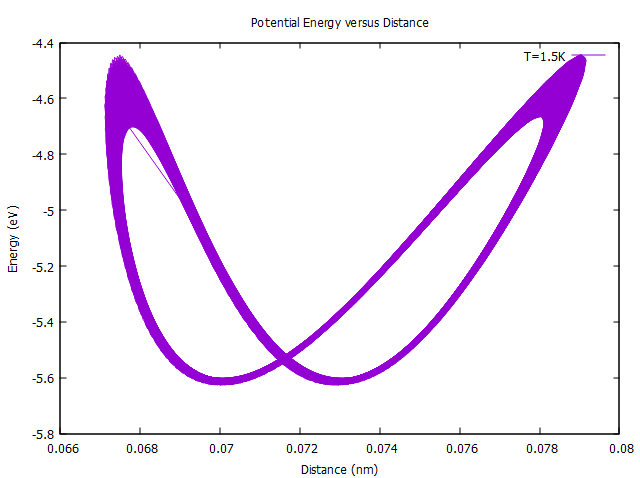 Potential Energy versus Distance
T=1.5K
Energy (eV)
-4.4
-4.6
-4.8
-5
-5.2
-5.4
-5.6
-5.8
0.066 0.068 0.07 0.072 0.074 0.076 0.078 0.08
Distance (nm)